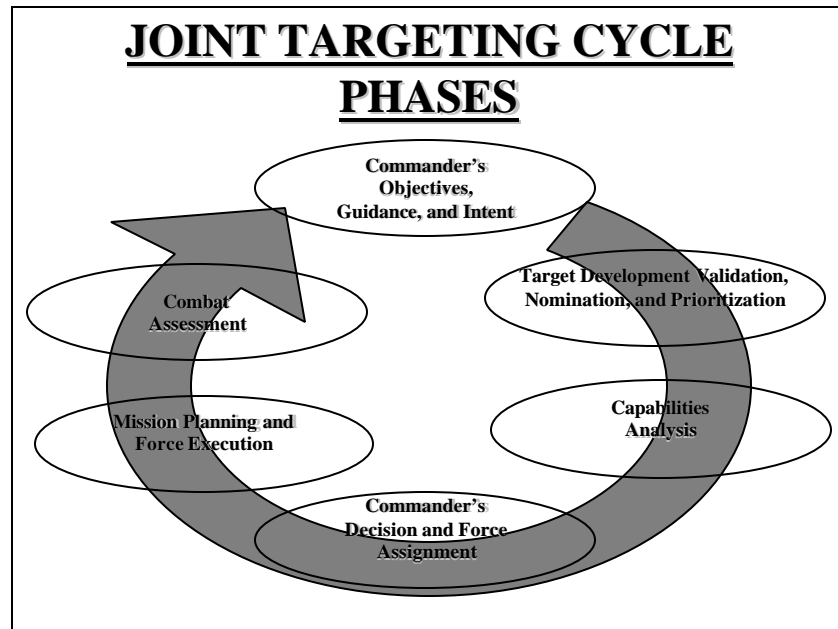 JOINT TARGETING CYCLE
PHASES
Commander's
Objectives,
Guidance, and Intent
Target Development Validation,
Nomination, and Prioritization
Capabilities
Analysis
Commander's
Decision and Force
Assignment
Mission Planning and
Force Execution
Combat
Assessment